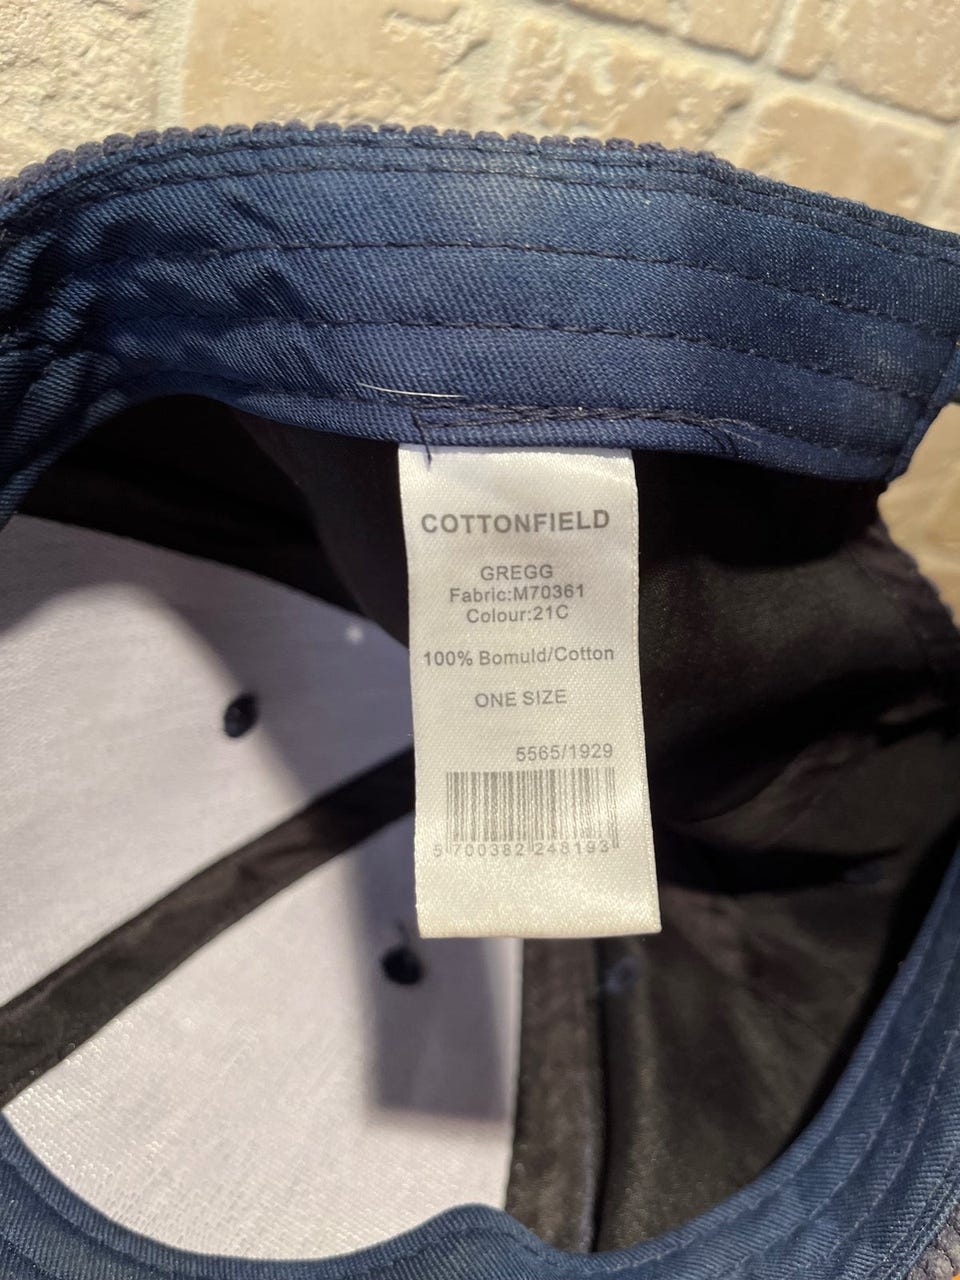 COTTONFIELD
GREGG
Fabric:M70361
Colour:21C
100% Bomuld/Cotton
ONE SIZE
5565/1929
5 700382 248193